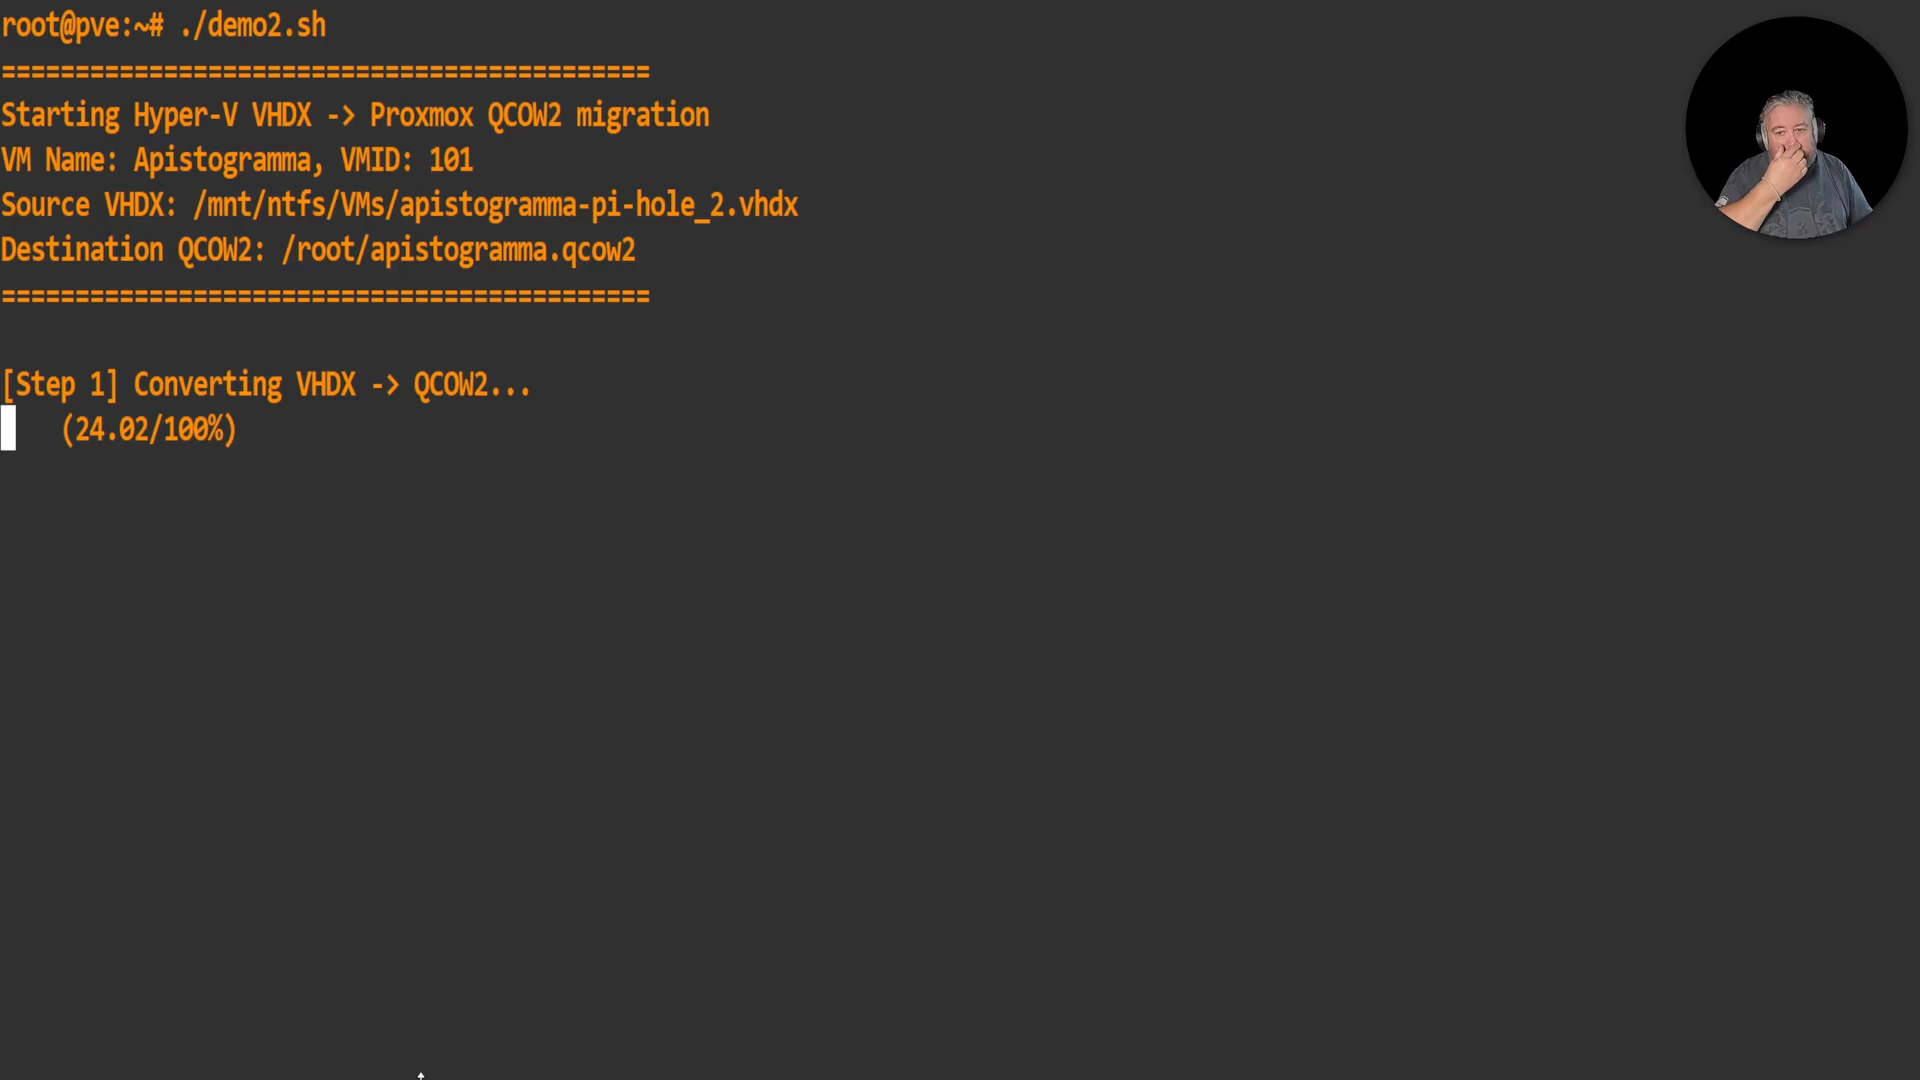 root@pve:~# ./demo2.sh
============================================
Starting Hyper-V VHDX -> Proxmox QCOW2 migration
VM Name: Apistogramma, VMID: 101
Source VHDX: /mnt/ntfs/VMs/apistogramma-pi-hole_2.vhdx
Destination QCOW2: /root/apistogramma.qcow2
============================================
[Step 1] Converting VHDX -> QCOW2...
(24.02/100%)